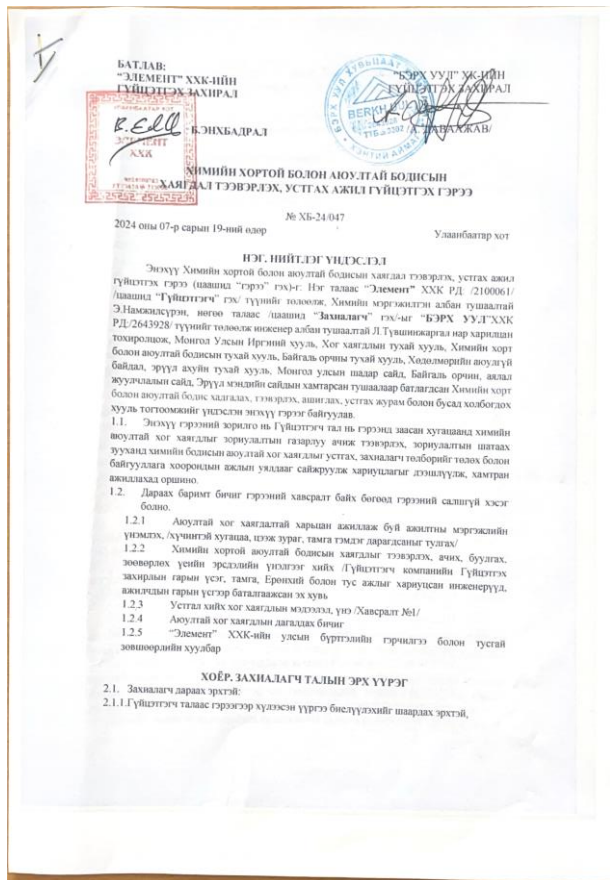 БАТЛАВ:
"ЭЛЕМЕНТ" ХХК-ИЙН
ГҮЙЦЭТГЭХ ЗАХИРАЛ
Б.ЭНХБАДРАЛ
"БЭРХ УУЛ" ХК-ИЙН
ГҮЙЦЭТГЭХ ЗАХИРАЛ
/А.ДАВААЖАВ/
BERKH UUL
ЭЛЕМЕНТ
ХХК
ХИМИЙН ХОРТОЙ БОЛОН АЮУЛТАЙ БОДИСЫН
ХАЯГДАЛ ТЭЭВЭРЛЭХ, УСТГАХ АЖИЛ ГҮЙЦЭТГЭХ ГЭРЭЭ
№ ХБ-24/047
2024 оны 07-р сарын 19-ний өдөр
Улаанбаатар хот
НЭГ. НИЙТЛЭГ ҮНДЭСЛЭЛ
Энэхүү Химийн хортой болон аюултай бодисын хаягдал тээвэрлэх, устгах ажил
гүйцэтгэх гэрээ (цаашид "гэрээ" гэх)-г. Нэг талаас "Элемент" ХХК РД: /2100061/
/цаашид "Гүйцэтгэгч" гэх/ түүнийг төлөөлж, Химийн мэргэжилтэн албан тушаалтай
Э.Намжилсүрэн, нөгөө талаас /цаашид "Захиалагч" гэх/-ыг "БЭРХ УУЛ"ХХК
РД:/2643928/ түүнийг төлөөлж инженер албан тушаалтай Л.Түвшинжаргал нар харилцан
тохиролцож, Монгол Улсын Иргэний хууль, Хог хаягдлын тухай хууль, Химийн хорт
болон аюултай бодисын тухай хууль, Байгаль орчны тухай хууль, Хөдөлмөрийн аюулгүй
байдал, эрүүл ахуйн тухай хууль, Монгол улсын шадар сайд, Байгаль орчин, аялал
жуулчлалын сайд, Эрүүл мэндийн сайдын хамтарсан тушаалаар батлагдсан Химийн хорт
болон аюултай бодис хадгалах, тээвэрлэх, ашиглах, устгах журам болон бусад холбогдох
хууль тогтоомжийг үндэслэн энэхүү гэрээг байгуулав.
1.1. Энэхүү гэрээний зорилго нь Гүйцэтгэгч тал нь гэрээнд заасан хугацаанд химийн
аюултай хог хаягдлыг зориулалтын газарлуу ачиж тээвэрлэх, зориулалтын шатаах
зууханд химийн бодисын аюултай хог хаягдлыг устгах, захиалагч төлбөрийг төлөх болон
байгууллага хоорондын ажлын уялдааг сайжруулж хариуцлагыг дээшлүүлж, хамтран
ажиллахад оршино.
1.2. Дараах баримт бичиг гэрээний хавсралт байх бөгөөд гэрээний салшгүй хэсэг
болно.
1.2.1 Аюултай хог хаягдалтай харьцан ажиллаж буй ажилтны мэргэжлийн
үнэмлэх, /хүчинтэй хугацаа, цээж зураг, тамга тэмдэг дарагдсаныг тулгах/
1.2.2 Химийн хортой аюултай бодисын хаягдлыг тээвэрлэх, ачих, буулгах,
зөөвөрлөх үеийн эрсдэлийн үнэлгээг хийх /Гүйцэтгэгч компанийн Гүйцэтгэх
захирлын гарын үсэг, тамга, Ерөнхий болон тус ажлыг хариуцсан инженерүүд,
ажилчдын гарын үсгээр баталгаажсан эх хувь
1.2.3 Устгал хийх хог хаягдлын мэдээлэл, үнэ /Хавсралт №1/
1.2.4 Аюултай хог хаягдлын дагалдах бичиг
1.2.5 "Элемент" ХХК-ийн улсын бүртгэлийн гэрчилгээ болон тусгай
зөвшөөрлийн хуулбар
ХОЁР. ЗАХИАЛАГЧ ТАЛЫН ЭРХ ҮҮРЭГ
2.1. Захиалагч дараах эрхтэй:
2.1.1.Гүйцэтгэгч талаас гэрээгээр хүлээсэн үүргээ биелүүлэхийг шаардах эрхтэй,